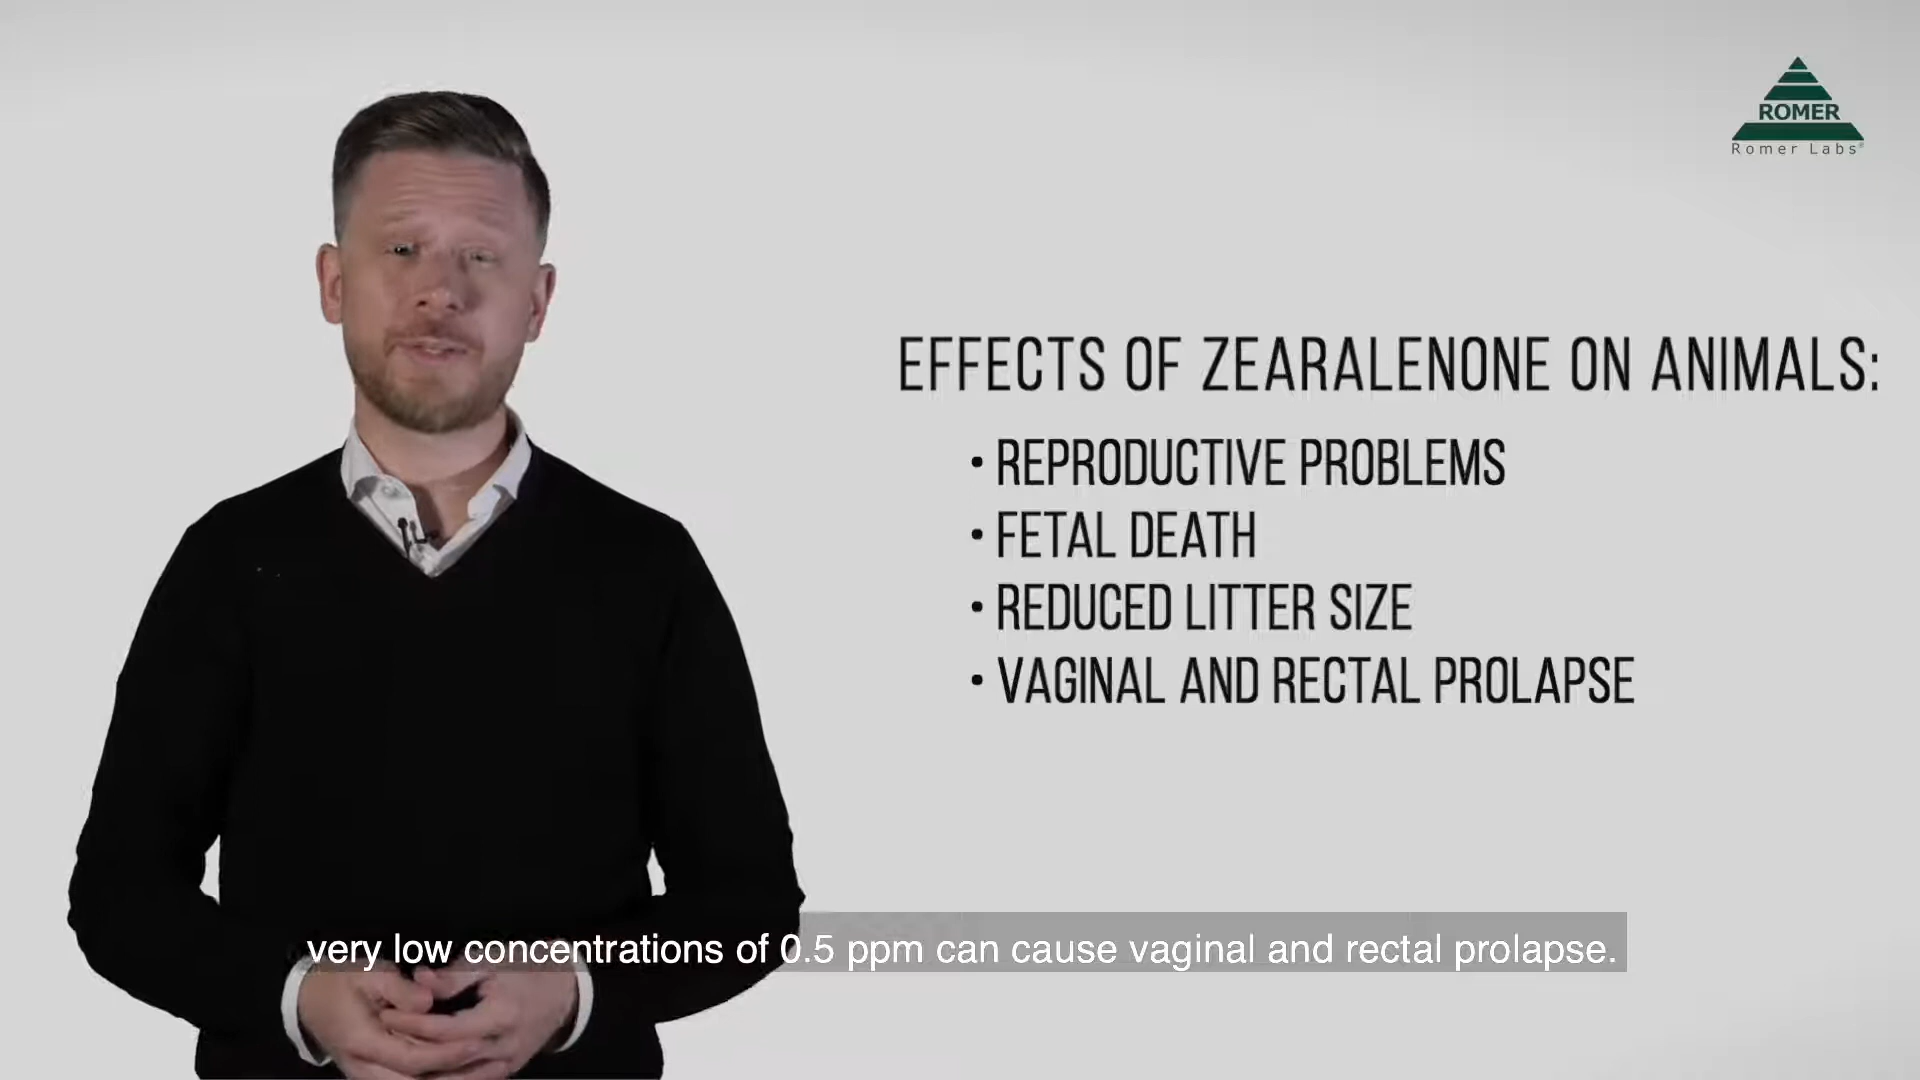 ROMER
Romer Labs®
EFFECTS OF ZEARALENONE ON ANIMALS:
• REPRODUCTIVE PROBLEMS
• FETAL DEATH
• REDUCED LITTER SIZE
• VAGINAL AND RECTAL PROLAPSE
very low concentrations of 0.5 ppm can cause vaginal and rectal prolapse.